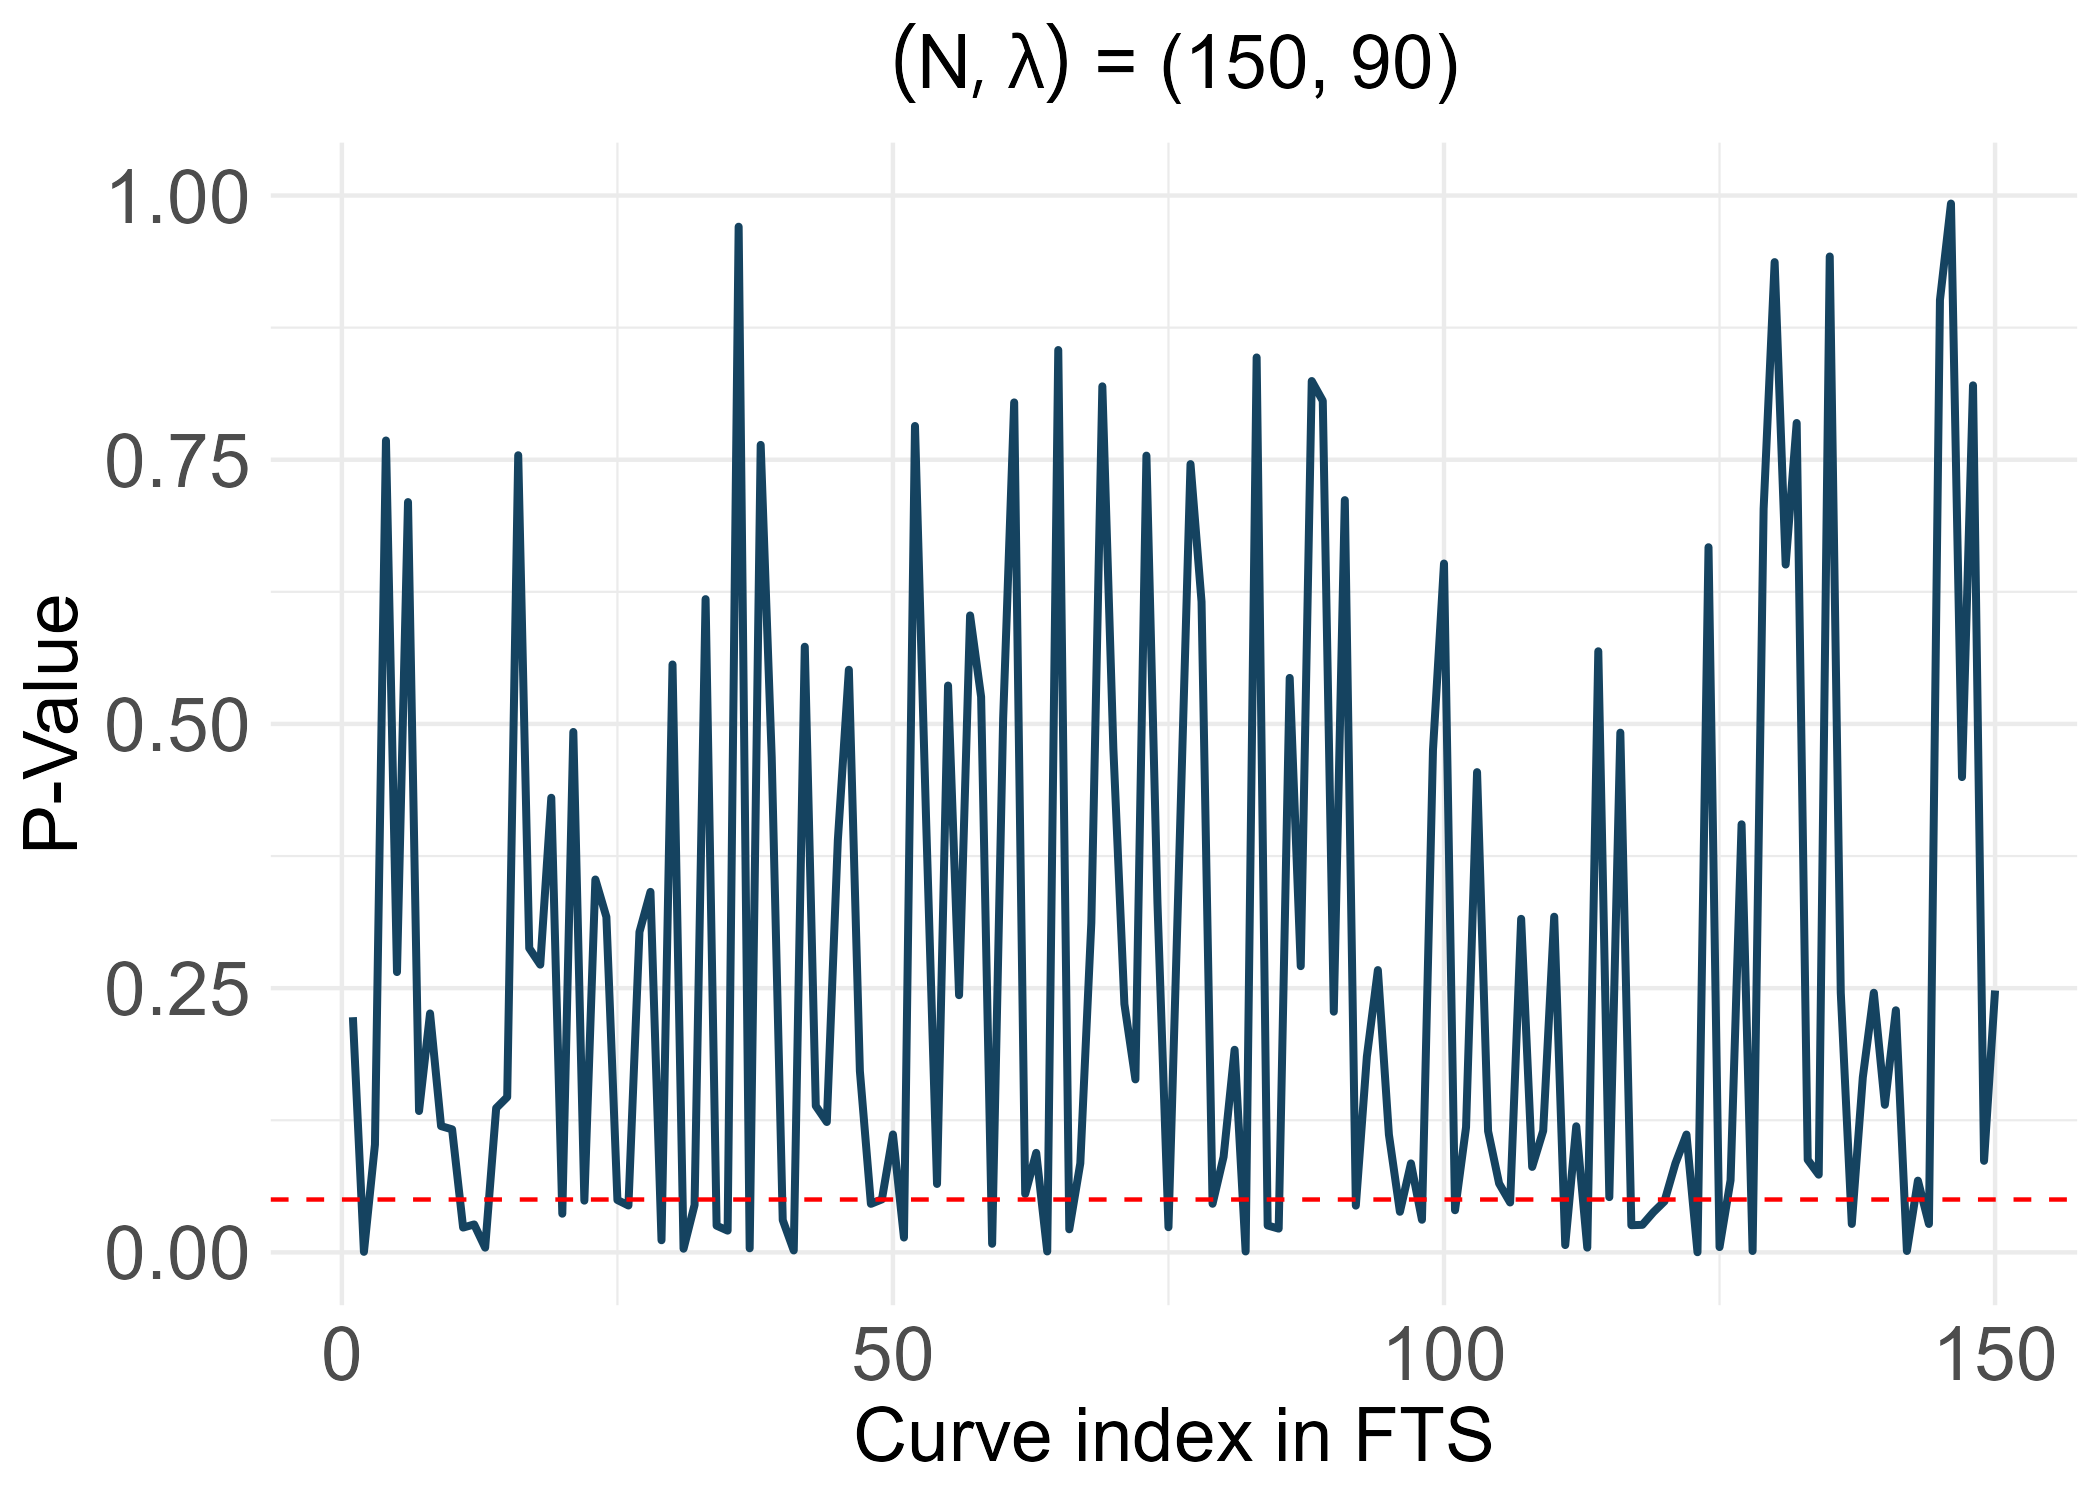 (N, λ) = (150, 90)
P-Value
1.00
0.75
0.50
0.25
0.00
0 50 100 150
Curve index in FTS